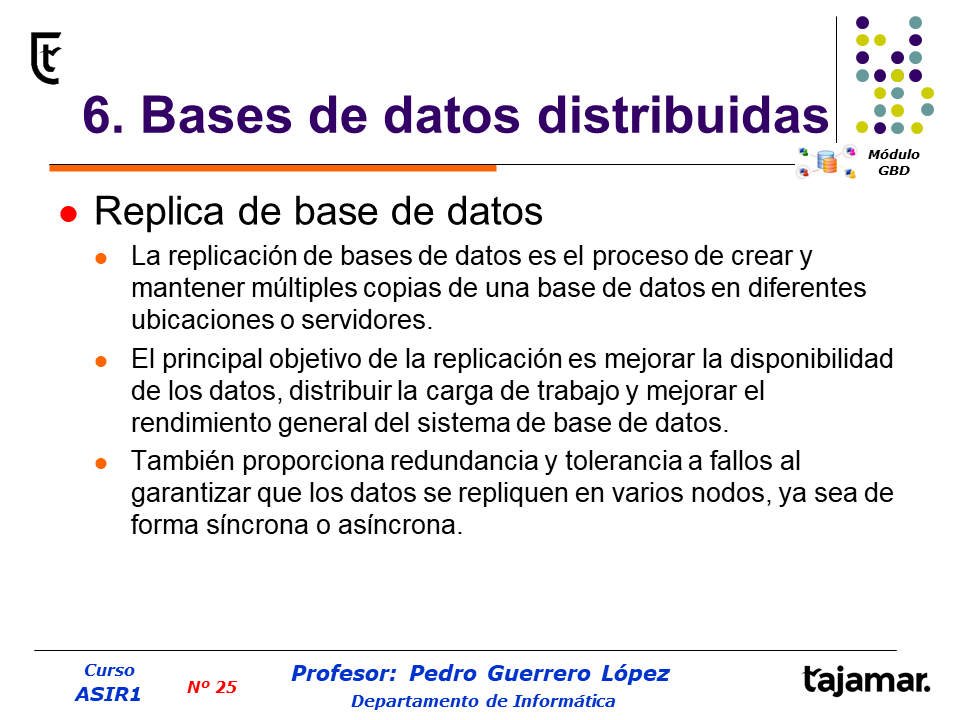 6. Bases de datos distribuidas
Módulo
GBD
Replica de base de datos
La replicación de bases de datos es el proceso de crear y
mantener múltiples copias de una base de datos en diferentes
ubicaciones o servidores.
El principal objetivo de la replicación es mejorar la disponibilidad
de los datos, distribuir la carga de trabajo y mejorar el
rendimiento general del sistema de base de datos.
También proporciona redundancia y tolerancia a fallos al
garantizar que los datos se repliquen en varios nodos, ya sea de
forma síncrona o asíncrona.
Curso
ASIR1
Nº 25
Profesor: Pedro Guerrero López
Departamento de Informática
tajamar.